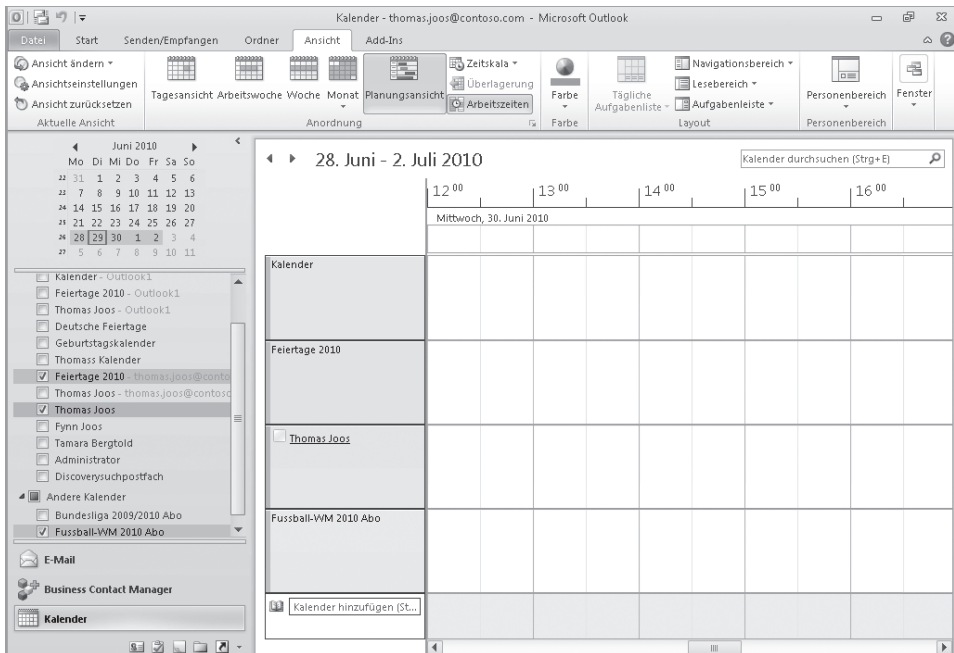 Kalender - thomas.joos@contoso.com - Microsoft Outlook
Datei Start Senden/Empfangen Ordner Ansicht Add-Ins
Ansicht ändern
Ansichtseinstellungen
Ansicht zurücksetzen
Aktuelle Ansicht
Tagesansicht Arbeitswoche Woche Monat Planungsansicht
Zeitskala
Überlagerung
Arbeitszeiten
Anordnung
Farbe
Farbe
Tägliche
Aufgabenliste
Navigationsbereich
Lesebereich
Aufgabenleiste
Layout
Personenbereich
Personenbereich
Fenster
Juni 2010
Mo Di Mi Do Fr Sa So
22 31 1 2 3 4 5 6
23 7 8 9 10 11 12 13
24 14 15 16 17 18 19 20
25 21 22 23 24 25 26 27
26 28 29 30 1 2 3 4
27 5 6 7 8 9 10 11
Kalender - Outlook1
Feiertage 2010 - Outlook1
Thomas Joos - Outlook1
Deutsche Feiertage
Geburtstagskalender
Thomass Kalender
Feiertage 2010 - thomas.joos@conto
Thomas Joos - thomas.joos@contoso
Thomas Joos
Fynn Joos
Tamara Bergtold
Administrator
Discoverysuchpostfach
Andere Kalender
Bundesliga 2009/2010 Abo
Fussball-WM 2010 Abo
E-Mail
Business Contact Manager
Kalender
28. Juni - 2. Juli 2010
Kalender durchsuchen (Strg+E)
12 00 13 00 14 00 15 00 16 00
Mittwoch, 30. Juni 2010
Kalender
Feiertage 2010
Thomas Joos
Fussball-WM 2010 Abo
Kalender hinzufügen (St...